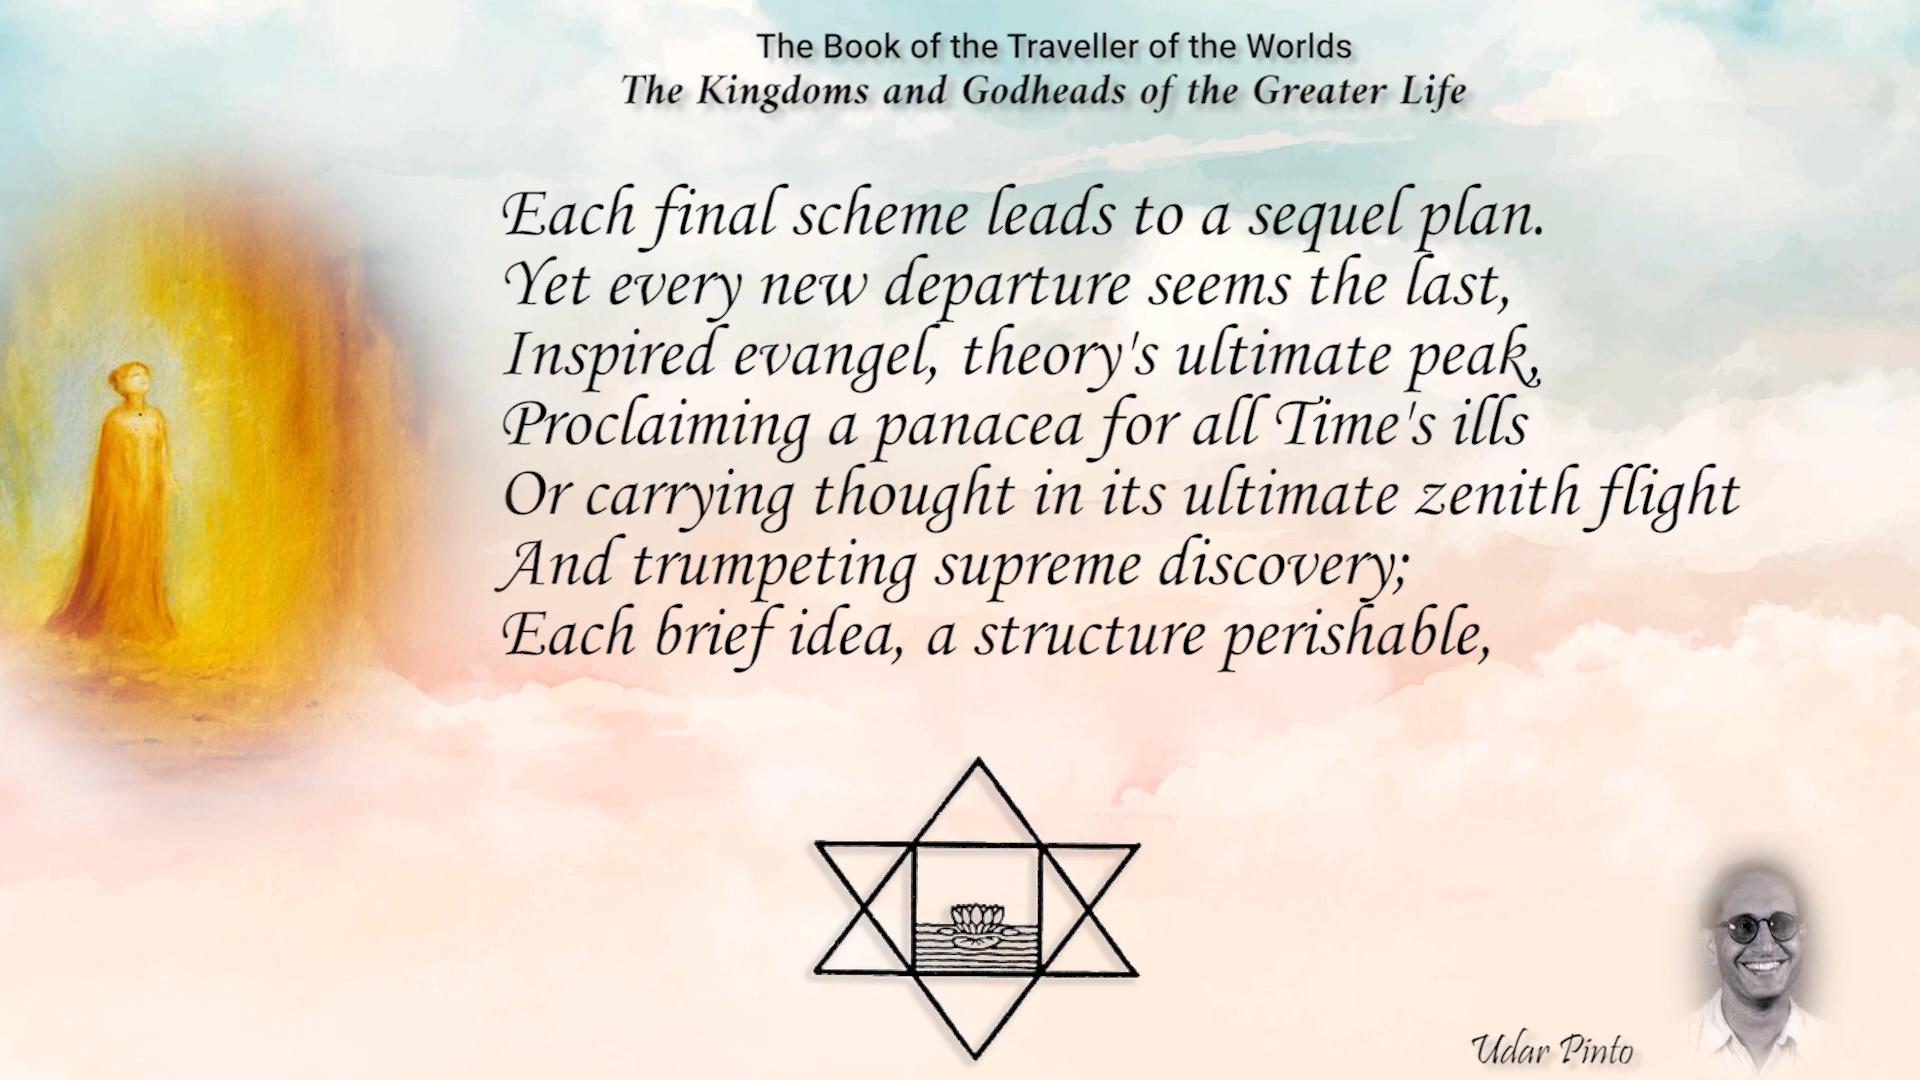 The Book of the Traveller of the Worlds
The Kingdoms and Godheads of the Greater Life
Each final scheme leads to a sequel plan.
Yet every new departure seems the last,
Inspired evangel, theory's ultimate peak,
Proclaiming a panacea for all Time's ills
Or carrying thought in its ultimate zenith flight
And trumpeting supreme discovery;
Each brief idea, a structure perishable,
Udar Pinto